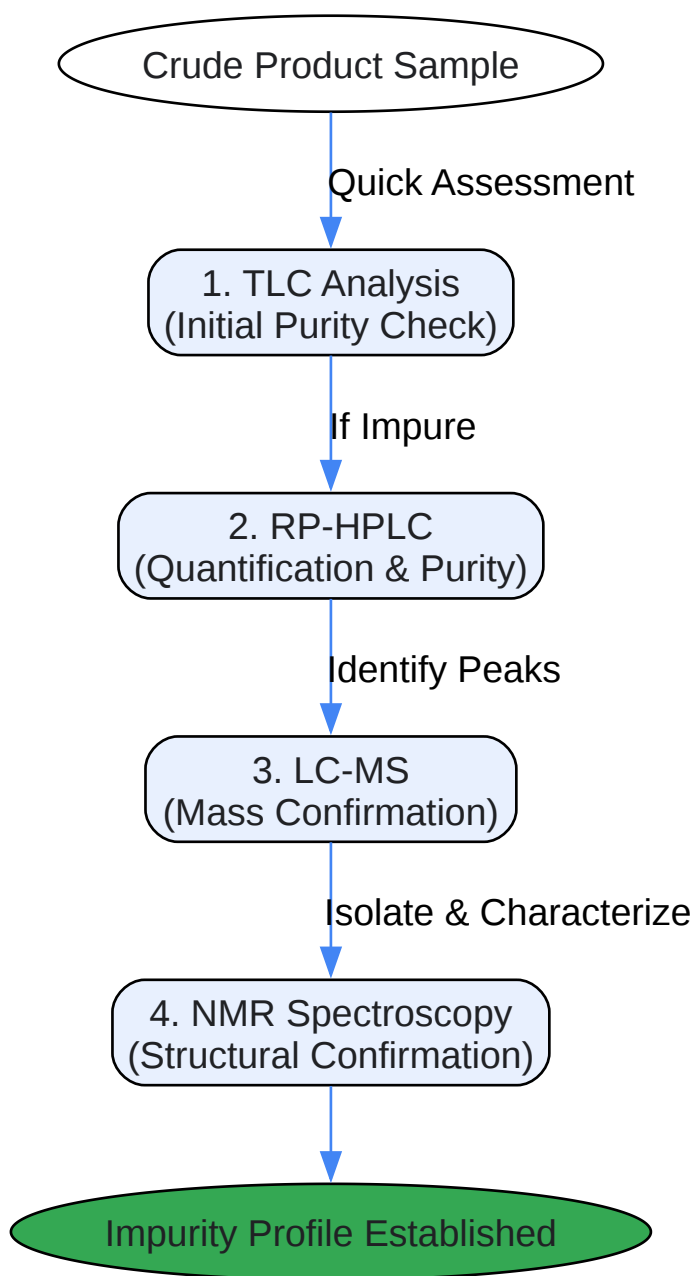 Crude Product Sample
Quick Assessment
1. TLC Analysis
(Initial Purity Check)
If Impure
2. RP-HPLC
(Quantification & Purity)
Identify Peaks
3. LC-MS
(Mass Confirmation)
Isolate & Characterize
4. NMR Spectroscopy
(Structural Confirmation)
Impurity Profile Established